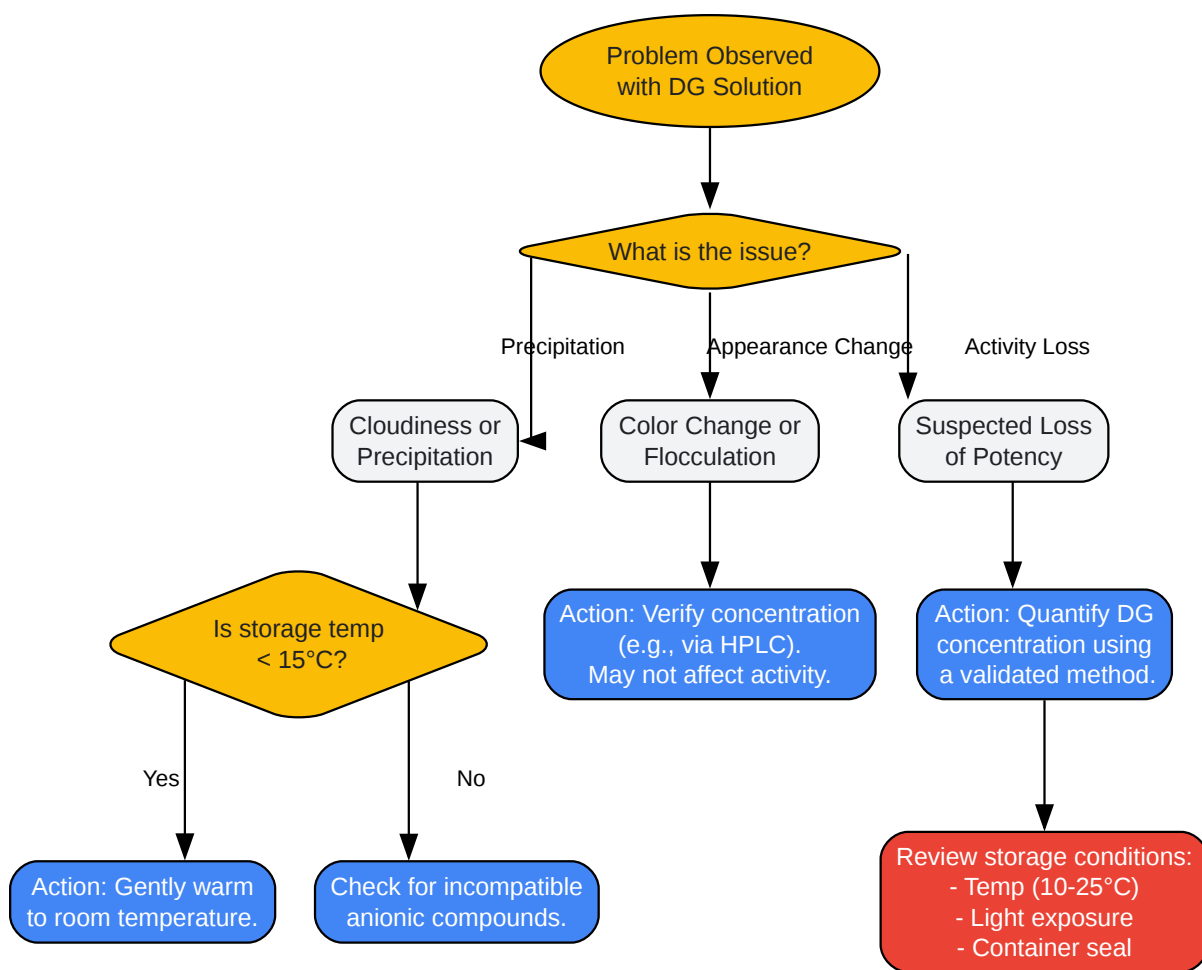 Problem Observed
with DG Solution
What is the issue?
Precipitation
Appearance Change
Activity Loss
Cloudiness or
Precipitation
Color Change or
Flocculation
Suspected Loss
of Potency
Is storage temp
< 15°C?
Action: Verify concentration
(e.g., via HPLC).
May not affect activity.
Action: Quantify DG
concentration using
a validated method.
Yes
No
Action: Gently warm
to room temperature.
Check for incompatible
anionic compounds.
Review storage conditions:
- Temp (10-25°C)
- Light exposure
- Container seal